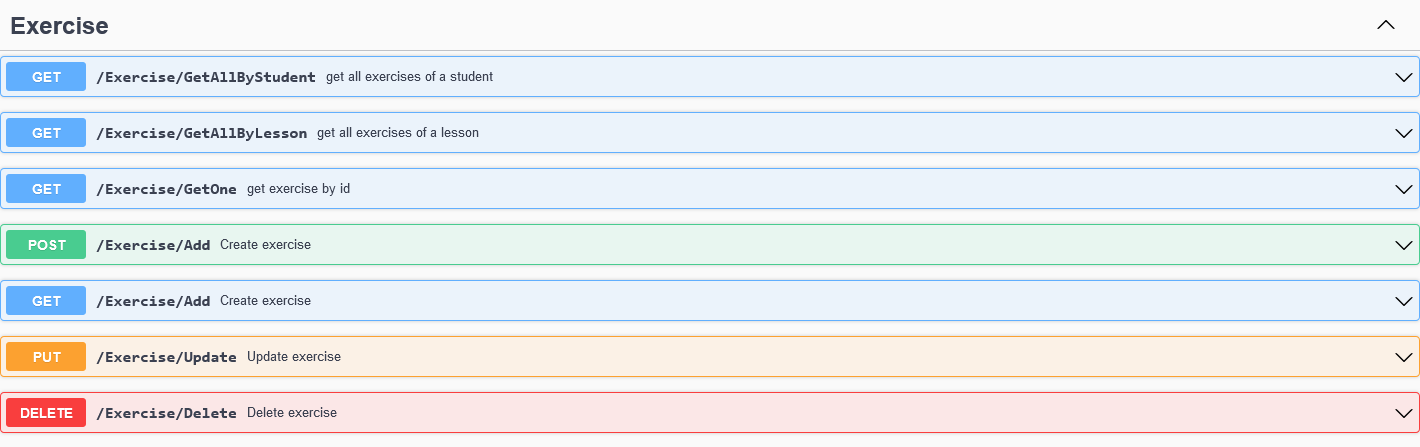 Exercise
GET /Exercise/GetAllByStudent get all exercises of a student
GET /Exercise/GetAllByLesson get all exercises of a lesson
GET /Exercise/GetOne get exercise by id
POST /Exercise/Add Create exercise
GET /Exercise/Add Create exercise
PUT /Exercise/Update Update exercise
DELETE /Exercise/Delete Delete exercise